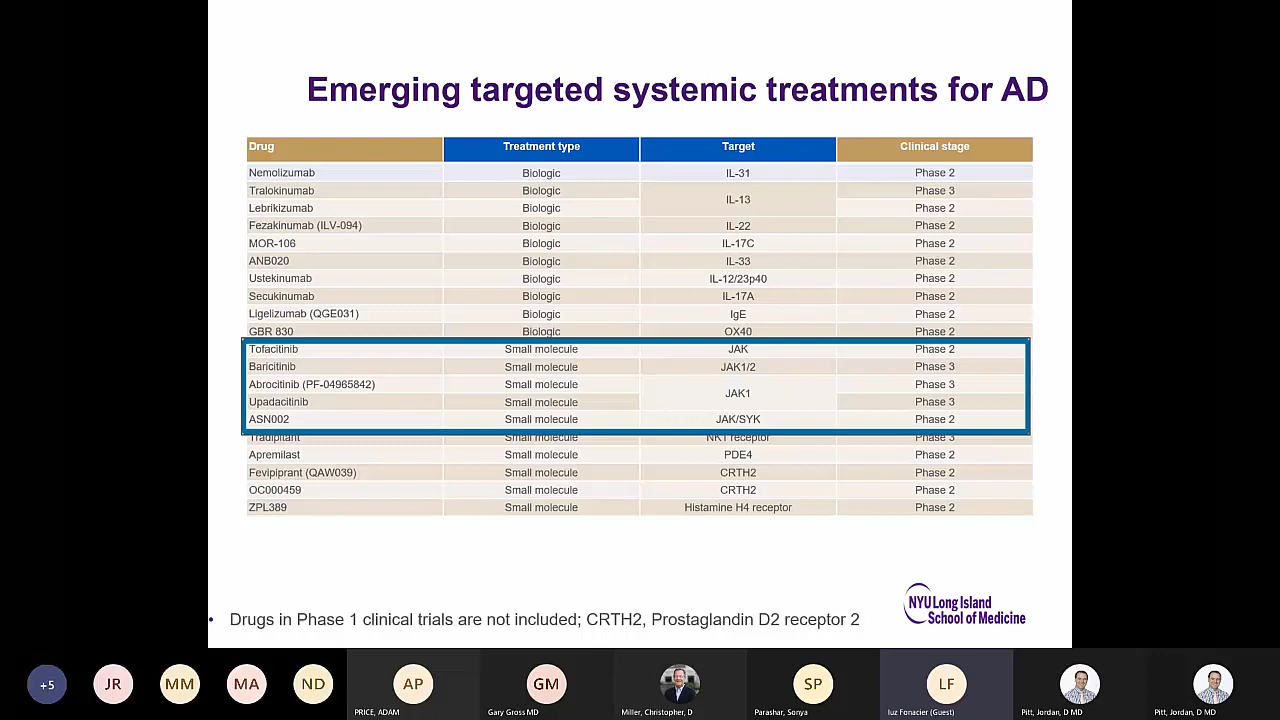 Emerging targeted systemic treatments for AD
Drug Treatment type Target Clinical stage
Nemolizumab Biologic IL-31 Phase 2
Tralokinumab Biologic IL-13 Phase 3
Lebrikizumab Biologic Phase 2
Fezakinumab (ILV-094) Biologic IL-22 Phase 2
MOR-106 Biologic IL-17C Phase 2
ANB020 Biologic IL-33 Phase 2
Ustekinumab Biologic IL-12/23p40 Phase 2
Secukinumab Biologic IL-17A Phase 2
Ligelizumab (QGE031) Biologic IgE Phase 2
GBR 830 Biologic OX40 Phase 2
Tofacitinib Small molecule JAK Phase 2
Baricitinib Small molecule JAK1/2 Phase 3
Abrocitinib (PF-04965842) Small molecule JAK1 Phase 3
Upadacitinib Small molecule Phase 3
ASN002 Small molecule JAK/SYK Phase 2
Tradipitant Small molecule NK1 receptor Phase 3
Apremilast Small molecule PDE4 Phase 2
Fevipiprant (QAW039) Small molecule CRTH2 Phase 2
OC000459 Small molecule CRTH2 Phase 2
ZPL389 Small molecule Histamine H4 receptor Phase 2
• Drugs in Phase 1 clinical trials are not included; CRTH2, Prostaglandin D2 receptor 2
NYU Long Island
School of Medicine
+5 JR MM MA ND AP GM SP LF
PRICE, ADAM Gary Gross MD Miller, Christopher, D Parashar, Sonya luz Fonacier (Guest) Pitt, Jordan, D MD Pitt, Jordan, D MD